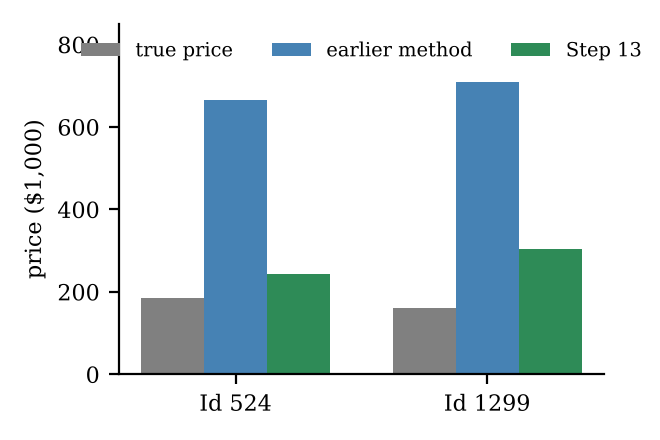 800
true price earlier method Step 13
600
400
200
0
price ($1,000)
Id 524 Id 1299